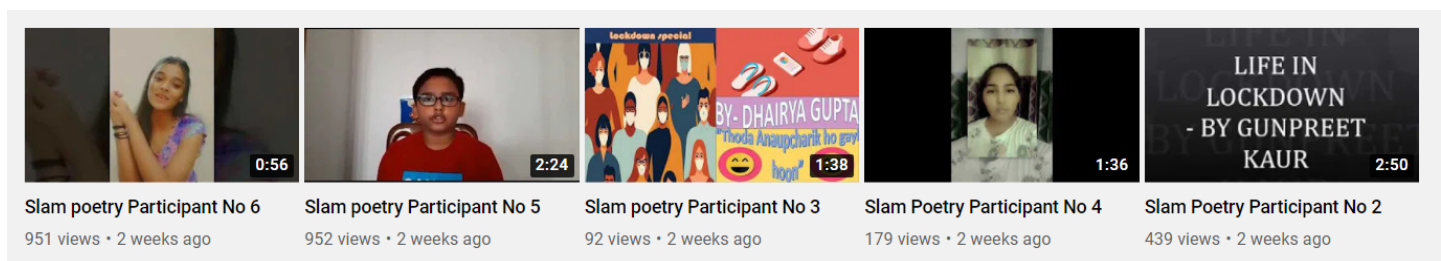 0:56
Slam poetry Participant No 6
951 views • 2 weeks ago
2:24
Slam poetry Participant No 5
952 views • 2 weeks ago
Lockdown special
BY- DHAIRYA GUPTA
"Thoda Anaupcharik ho gayi
hoon"
1:38
Slam poetry Participant No 3
92 views • 2 weeks ago
1:36
Slam Poetry Participant No 4
179 views • 2 weeks ago
LIFE IN
LOCKDOWN
- BY GUNPREET
KAUR
2:50
Slam Poetry Participant No 2
439 views • 2 weeks ago